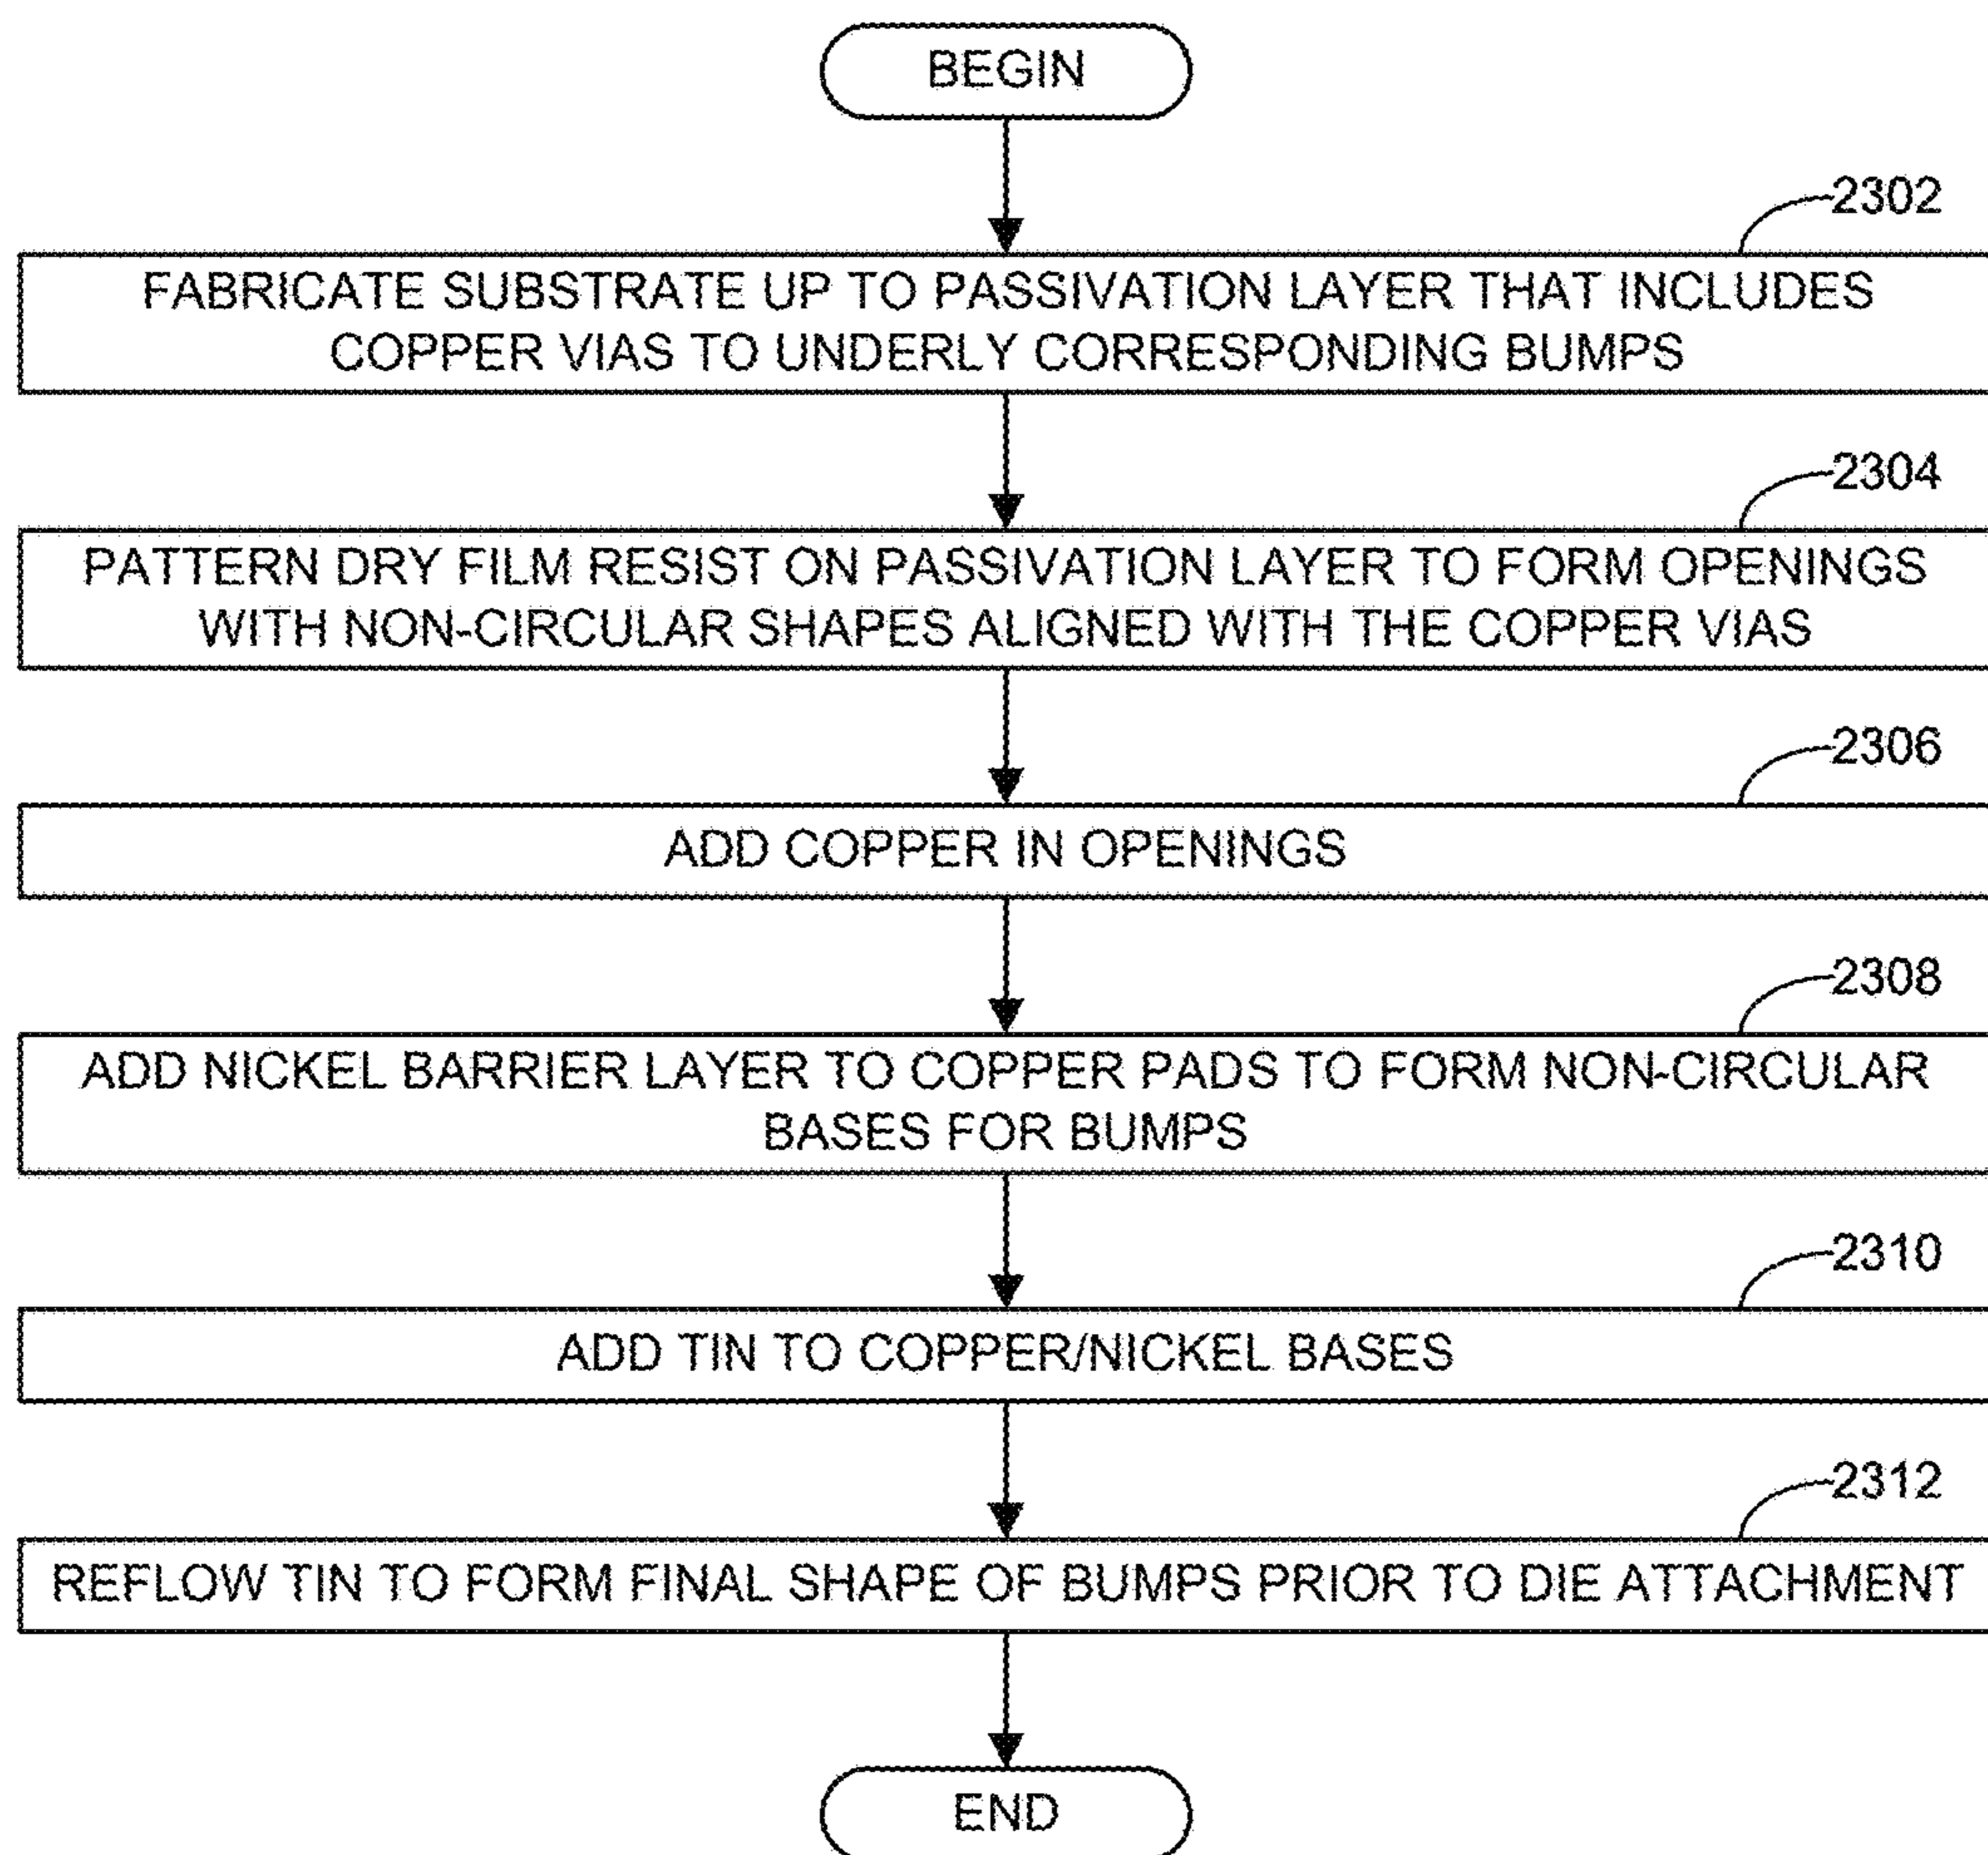 BEGIN
2302
FABRICATE SUBSTRATE UP TO PASSIVATION LAYER THAT INCLUDES
COPPER VIAS TO UNDERLY CORRESPONDING BUMPS
2304
PATTERN DRY FILM RESIST ON PASSIVATION LAYER TO FORM OPENINGS
WITH NON-CIRCULAR SHAPES ALIGNED WITH THE COPPER VIAS
2306
ADD COPPER IN OPENINGS
2308
ADD NICKEL BARRIER LAYER TO COPPER PADS TO FORM NON-CIRCULAR
BASES FOR BUMPS
2310
ADD TIN TO COPPER/NICKEL BASES
2312
REFLOW TIN TO FORM FINAL SHAPE OF BUMPS PRIOR TO DIE ATTACHMENT
END